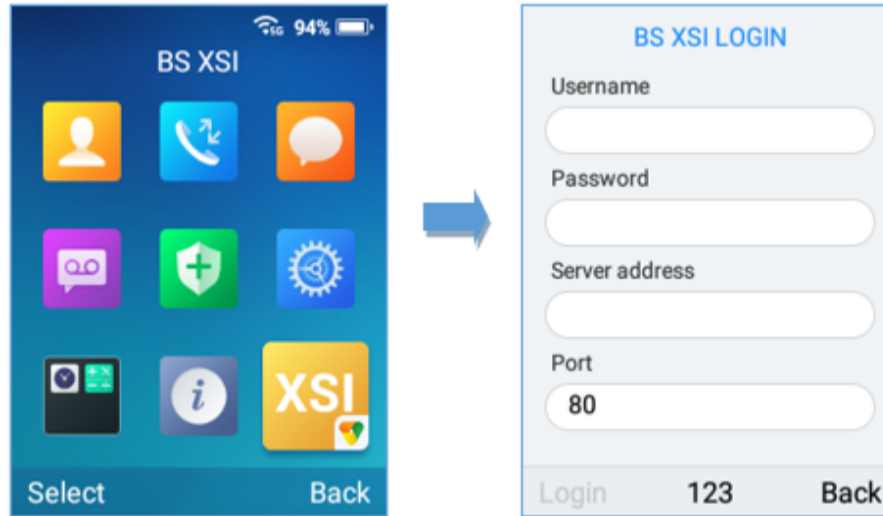 5G 94%
BS XSI
XSI
Select Back
BS XSI LOGIN
Username
Password
Server address
Port
80
Login 123 Back